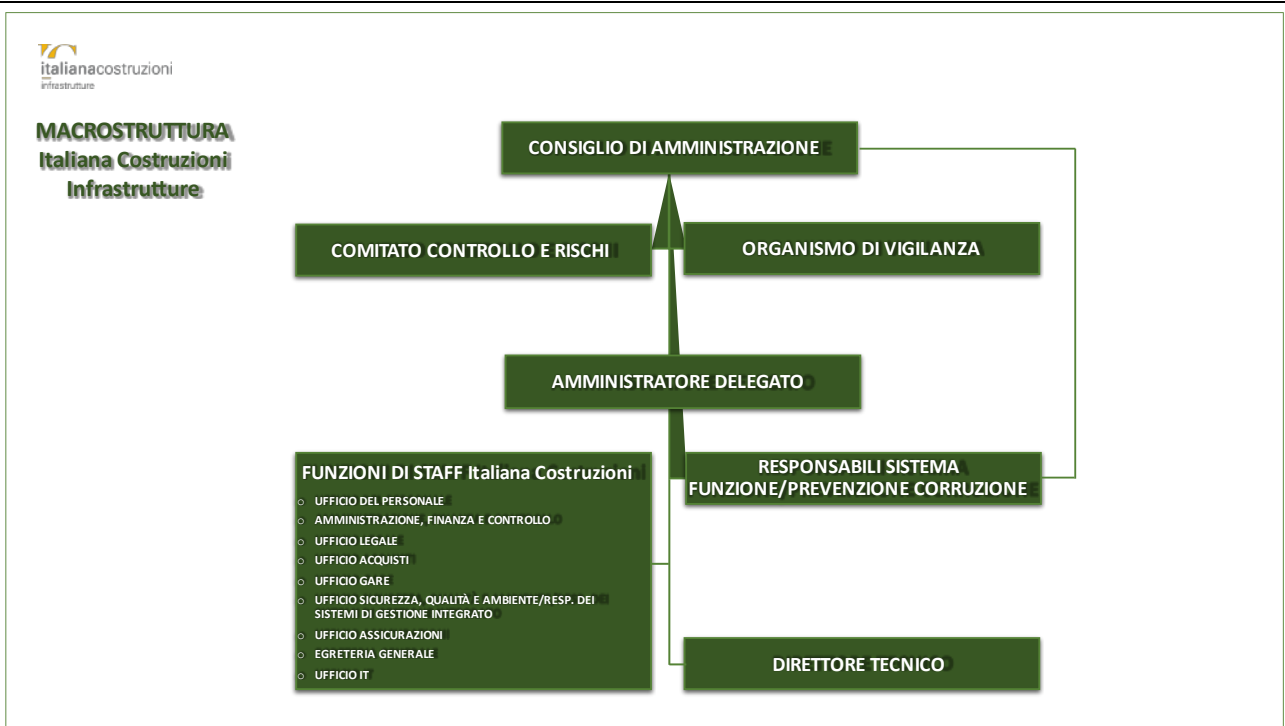 italianacostruzioni
infrastrutture
MACROSTRUTTURA
Italiana Costruzioni
Infrastrutture
CONSIGLIO DI AMMINISTRAZIONE
COMITATO CONTROLLO E RISCHI
ORGANISMO DI VIGILANZA
AMMINISTRATORE DELEGATO
FUNZIONI DI STAFF Italiana Costruzioni
UFFICIO DEL PERSONALE
AMMINISTRAZIONE, FINANZA E CONTROLLO
UFFICIO LEGALE
UFFICIO ACQUISTI
UFFICIO GARE
UFFICIO SICUREZZA, QUALITÀ E AMBIENTE/RESP. DEI
SISTEMI DI GESTIONE INTEGRATO
UFFICIO ASSICURAZIONI
EGRETERIA GENERALE
UFFICIO IT
RESPONSABILI SISTEMA
FUNZIONE/PREVENZIONE CORRUZIONE
DIRETTORE TECNICO